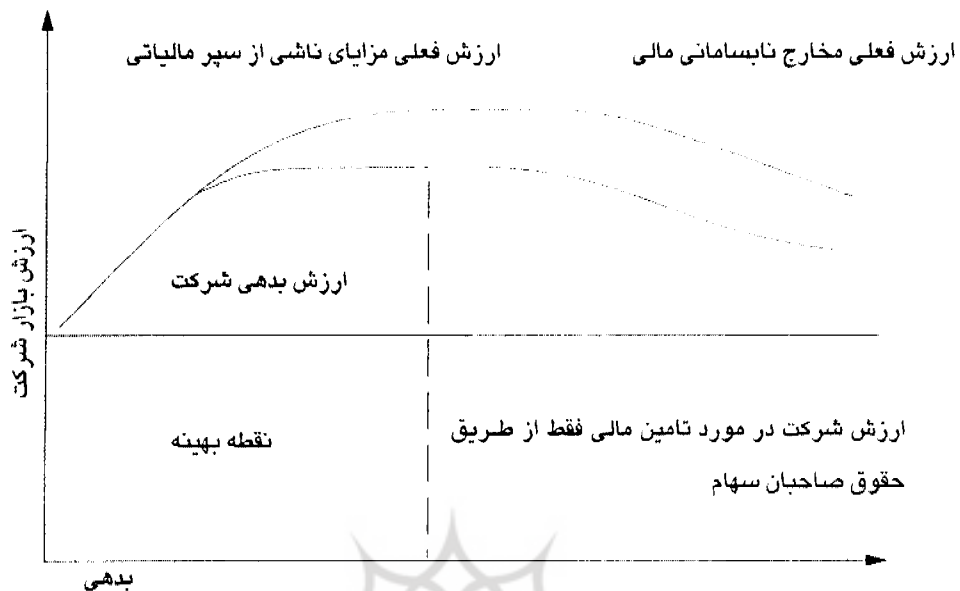 ارزش فعلی مخارج نابسامانی مالی
ارزش فعلی مزایای ناشی از سپر مالیاتی
ارزش بازار شرکت
ارزش بدهی شرکت
ارزش شرکت در مورد تامین مالی فقط از طریق
حقوق صاحبان سهام
نقطه بهینه
بدهی